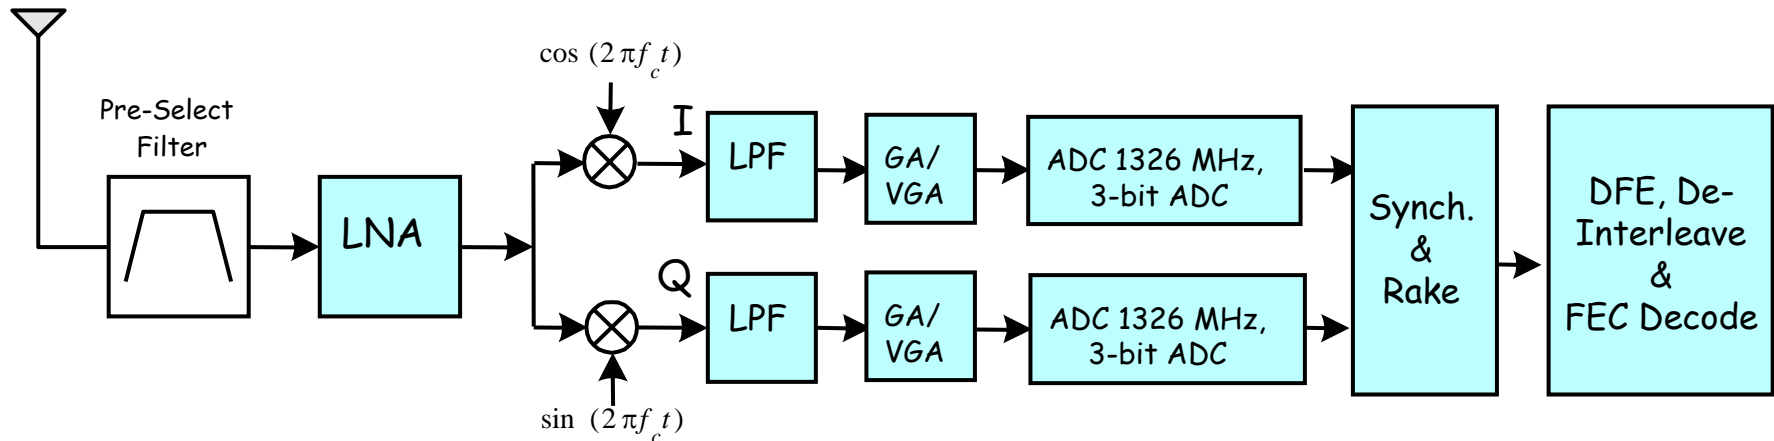 Pre-Select
Filter
LNA
cos (2πf_c t)
I
LPF
GA/
VGA
ADC 1326 MHz,
3-bit ADC
sin (2πf_c t)
Q
LPF
GA/
VGA
ADC 1326 MHz,
3-bit ADC
Synch.
&
Rake
DFE, De-
Interleave
&
FEC Decode